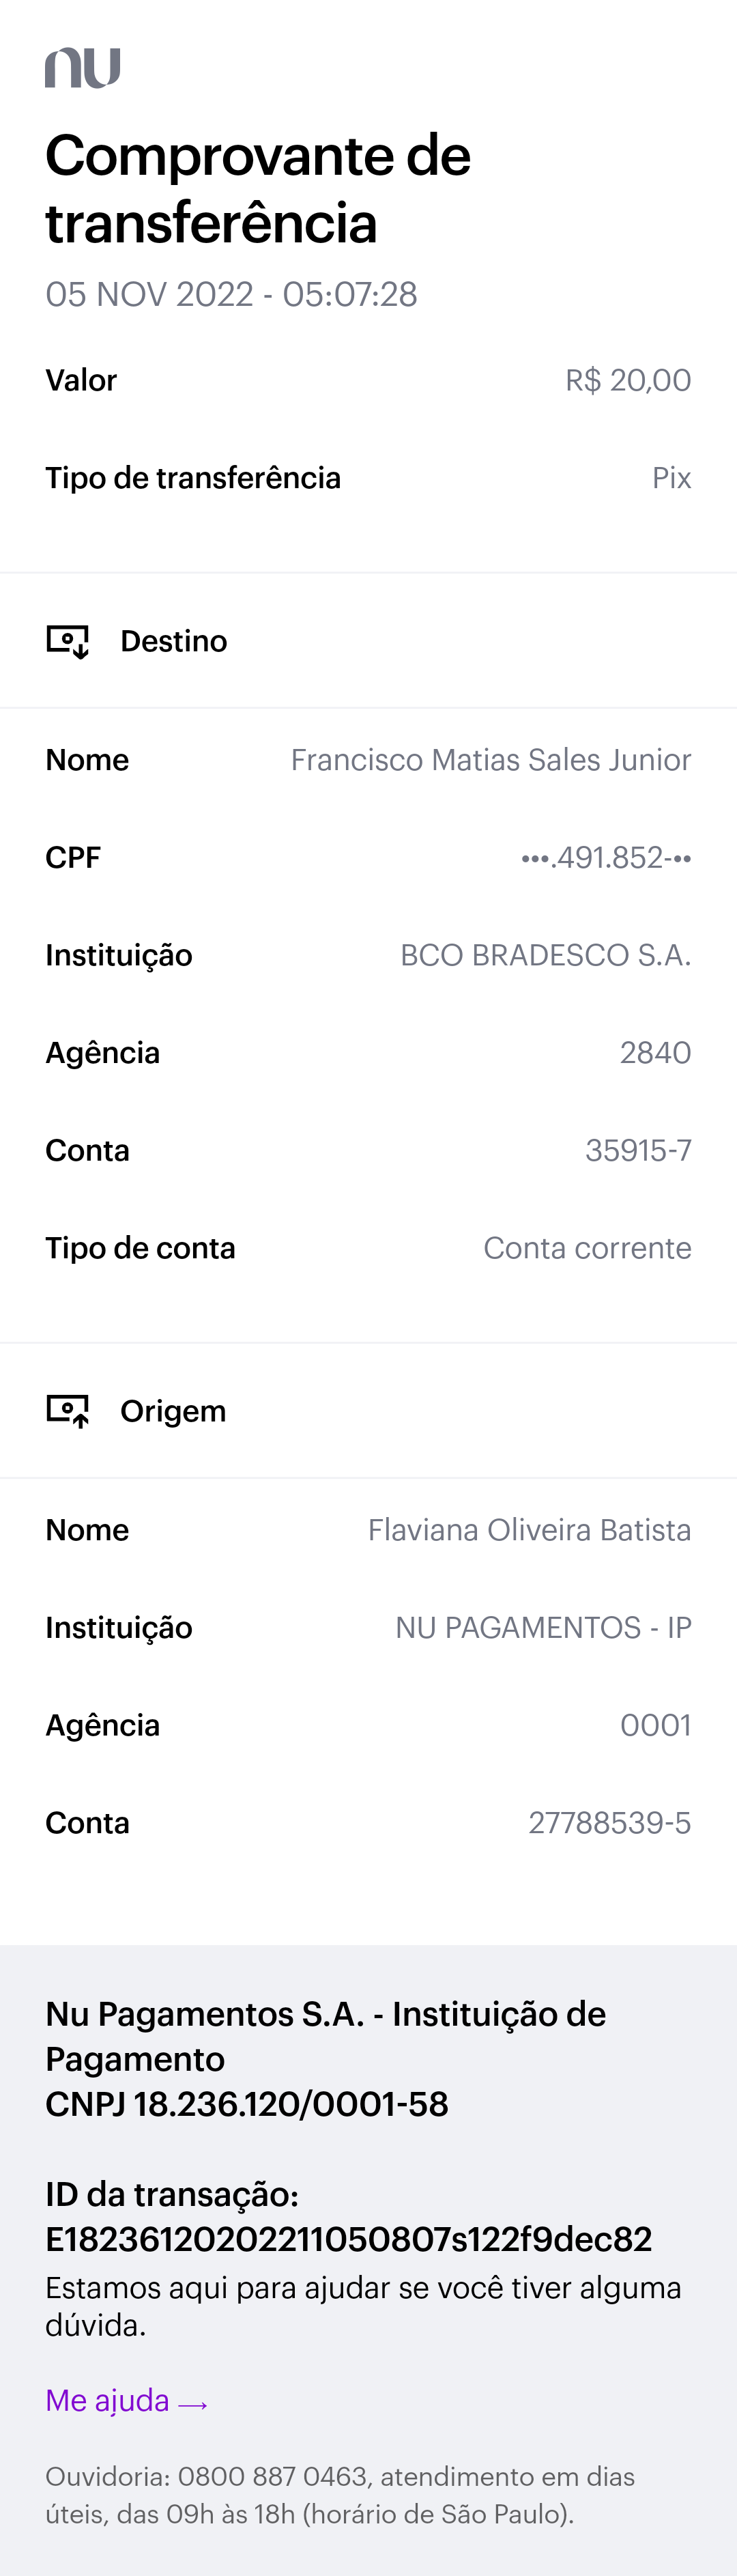 nu
Comprovante de
transferência
05 NOV 2022 - 05:07:28
Valor R$ 20,00
Tipo de transferência Pix
Destino
Nome Francisco Matias Sales Junior
CPF •••.491.852-••
Instituição BCO BRADESCO S.A.
Agência 2840
Conta 35915-7
Tipo de conta Conta corrente
Origem
Nome Flaviana Oliveira Batista
Instituição NU PAGAMENTOS - IP
Agência 0001
Conta 27788539-5
Nu Pagamentos S.A. - Instituição de
Pagamento
CNPJ 18.236.120/0001-58
ID da transação:
E18236120202211050807s122f9dec82
Estamos aqui para ajudar se você tiver alguma
dúvida.
Me ajuda →
Ouvidoria: 0800 887 0463, atendimento em dias
úteis, das 09h às 18h (horário de São Paulo).